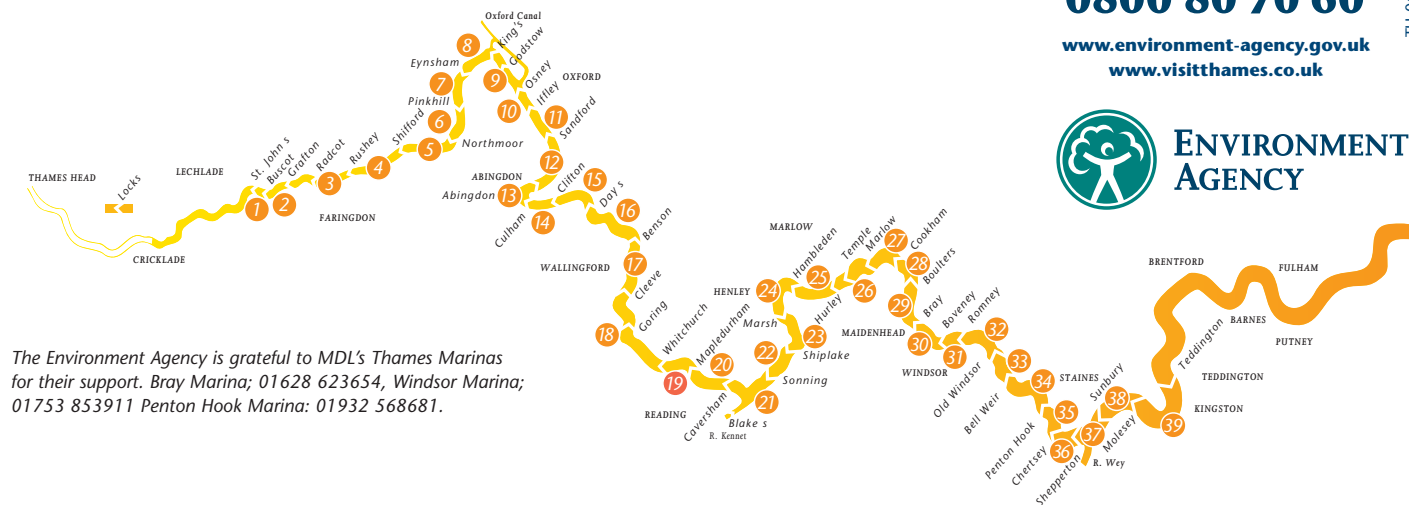 0800 80 70 60
www.environment-agency.gov.uk
www.visitthames.co.uk
ENVIRONMENT
AGENCY
THAMES HEAD
Locks
CRICKLADE
LECHLADE
St. John's
1
Buscot
2
Grafton
Radcot
3
FARINGDON
Rushey
4
Shifford
5
Northmoor
6
Pinkhill
7
Eynsham
8
Oxford Canal
King's
9
Godstow
10
Osney
OXFORD
Iffley
11
Sandford
12
ABINGDON
Abingdon
13
Culham
14
Clifton
15
Day s
16
Benson
WALLINGFORD
17
Cleeve
18
Goring
Whitchurch
19
READING
Mapledurham
20
Caversham
Blake s
R. Kennet
21
Sonning
22
Shiplake
23
Marsh
HENLEY
24
Hambleden
25
MARLOW
Hurley
Temple
26
Marlow
27
Cookham
28
Boulters
29
MAIDENHEAD
Bray
30
WINDSOR
Boveney
31
Romney
32
Old Windsor
33
Bell Weir
34
STAINES
Penton Hook
35
Chertsey
36
Shepperton
37
R. Wey
Sunbury
38
Molesey
39
KINGSTON
TEDDINGTON
Teddington
BRENTFORD
BARNES
FULHAM
PUTNEY
The Environment Agency is grateful to MDL's Thames Marinas
for their support. Bray Marina; 01628 623654, Windsor Marina;
01753 853911 Penton Hook Marina: 01932 568681.